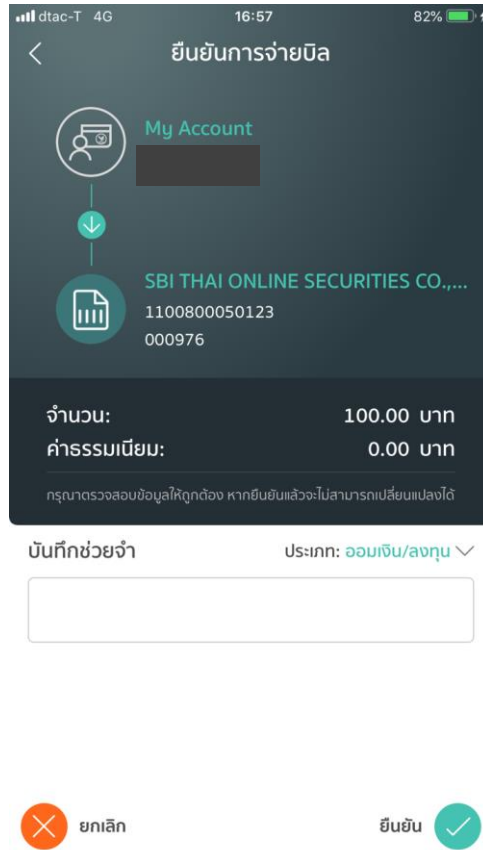 dtac-T 4G 16:57 82%
ยืนยันการจ่ายบิล
My Account
SBI THAI ONLINE SECURITIES CO.,...
1100800050123
000976
จำนวน: 100.00 บาท
ค่าธรรมเนียม: 0.00 บาท
กรุณาตรวจสอบข้อมูลให้ถูกต้อง หากยืนยันแล้วจะไม่สามารถเปลี่ยนแปลงได้
บันทึกช่วยจำ ประเภท: ออมเงิน/ลงทุน
ยกเลิก ยืนยัน